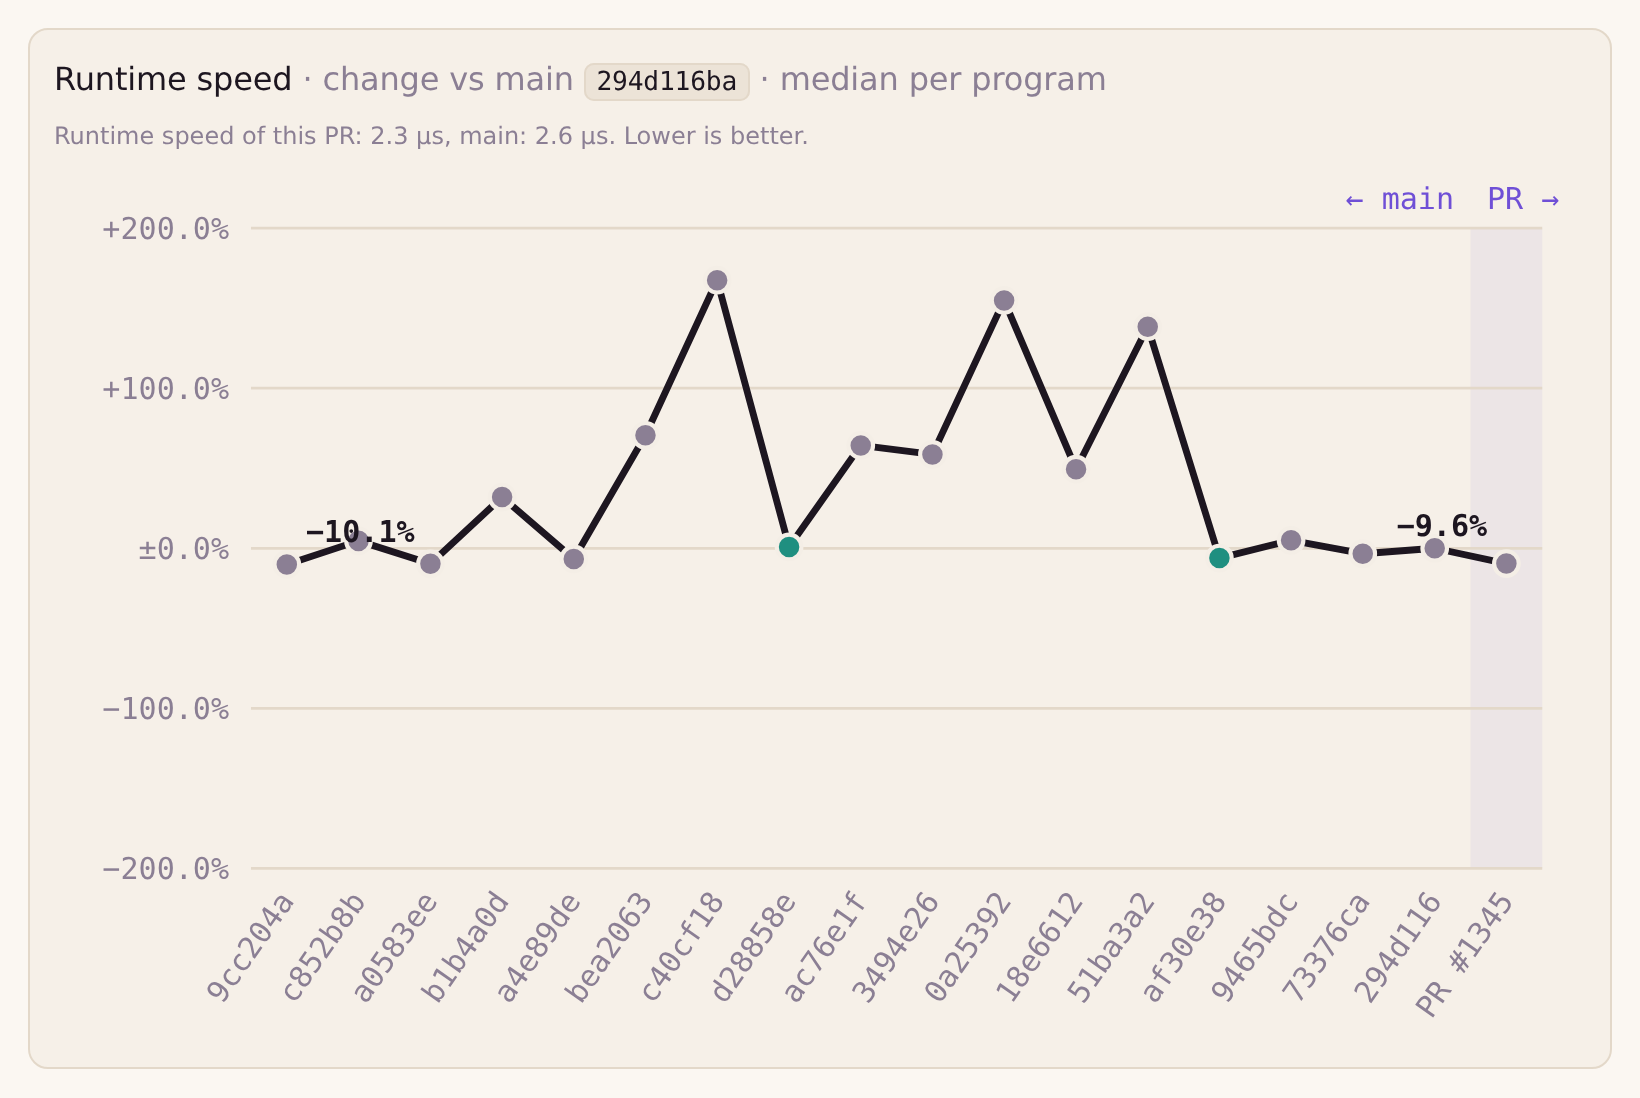 Runtime speed · change vs main 294d116ba · median per program
Runtime speed of this PR: 2.3 µs, main: 2.6 µs. Lower is better.
← main PR →
+200.0%
+100.0%
±0.0%
−100.0%
−200.0%
−10.1%
−9.6%
9cc204a
c852b8b
a0583ee
b1b4a0d
a4e89de
bea2063
c40cf18
d28858e
ac76e1f
3494e26
0a25392
18e6612
51ba3a2
af30e38
9465bdc
73376ca
294d116
PR #1345